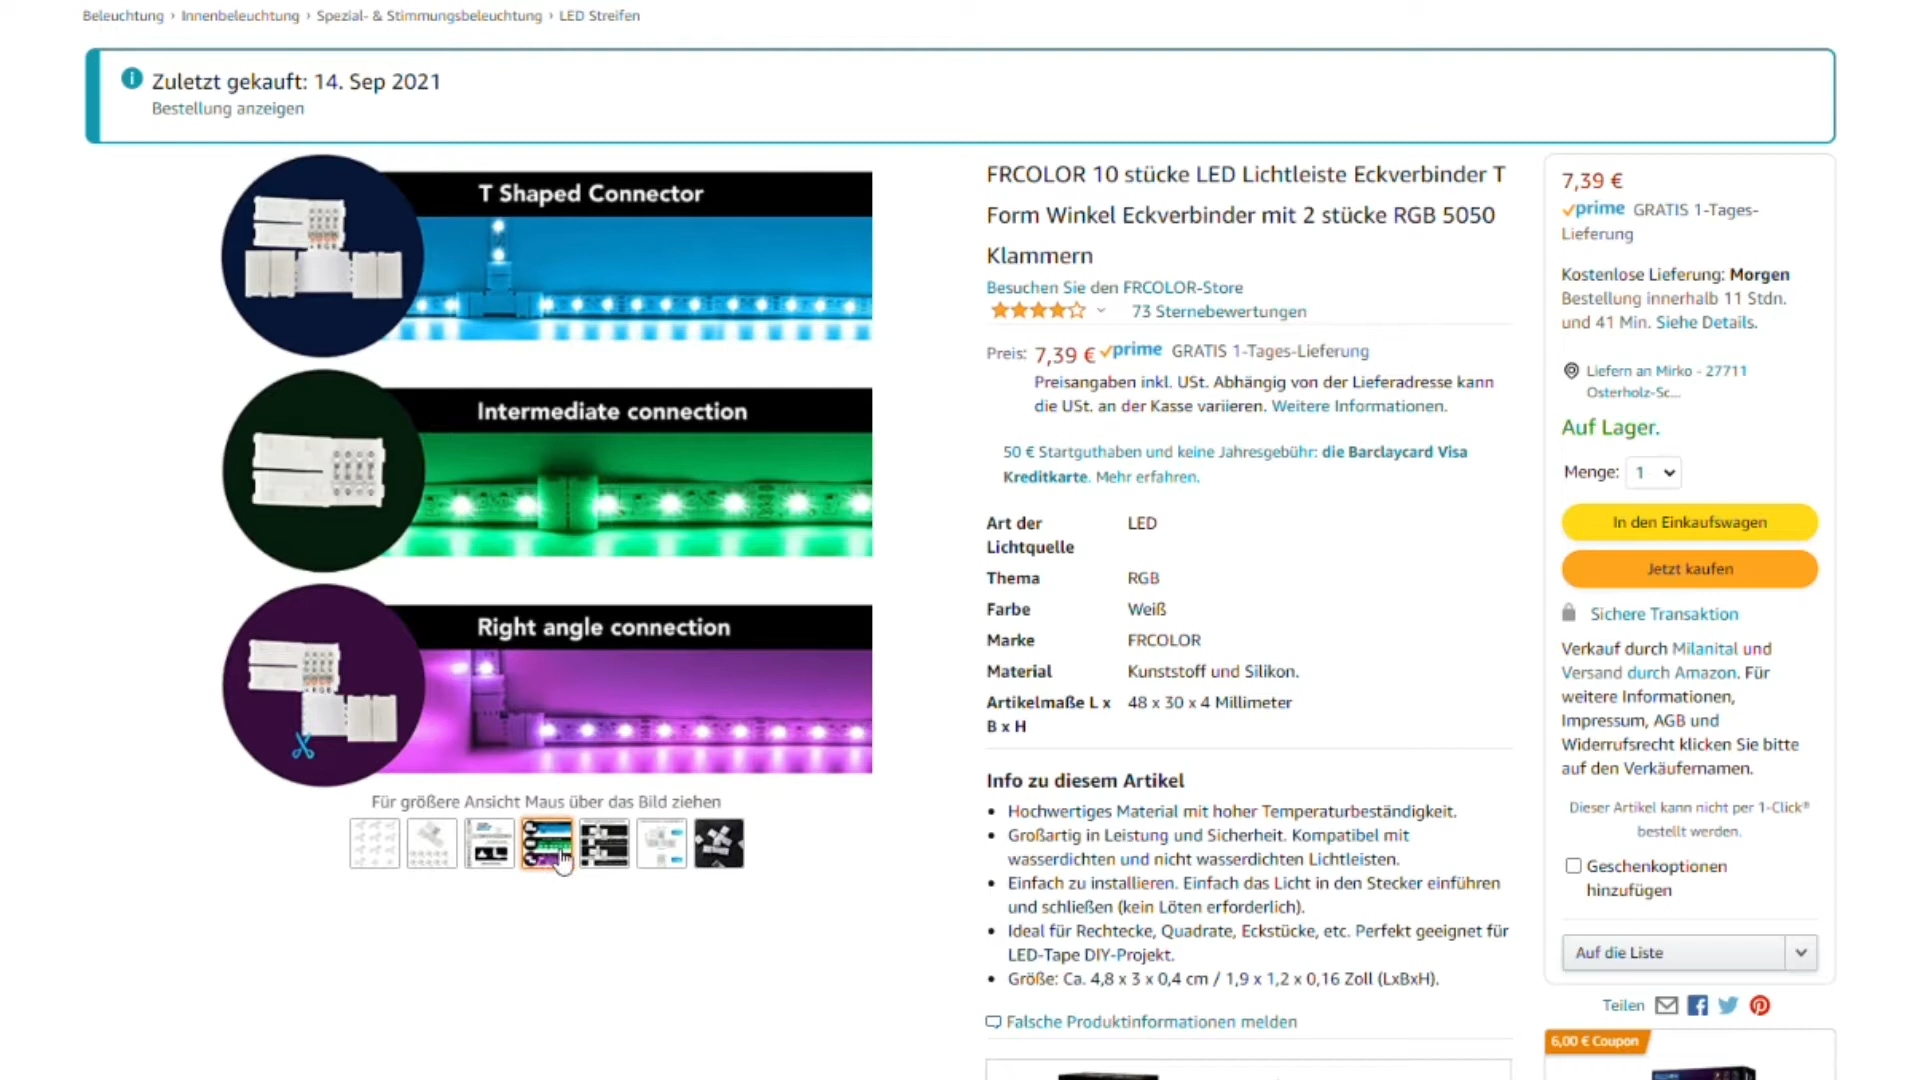 Beleuchtung › Innenbeleuchtung › Spezial- & Stimmungsbeleuchtung › LED Streifen
Zuletzt gekauft: 14. Sep 2021
Bestellung anzeigen
T Shaped Connector
Intermediate connection
Right angle connection
Für größere Ansicht Maus über das Bild ziehen
FRCOLOR 10 stücke LED Lichtleiste Eckverbinder T
Form Winkel Eckverbinder mit 2 stücke RGB 5050
Klammern
Besuchen Sie den FRCOLOR-Store
73 Sternebewertungen
Preis: 7,39 € prime GRATIS 1-Tages-Lieferung
Preisangaben inkl. USt. Abhängig von der Lieferadresse kann
die USt. an der Kasse variieren. Weitere Informationen.
50 € Startguthaben und keine Jahresgebühr: die Barclaycard Visa
Kreditkarte. Mehr erfahren.
Art der LED
Lichtquelle
Thema RGB
Farbe Weiß
Marke FRCOLOR
Material Kunststoff und Silikon.
Artikelmaße L x 48 x 30 x 4 Millimeter
B x H
Info zu diesem Artikel
• Hochwertiges Material mit hoher Temperaturbeständigkeit.
• Großartig in Leistung und Sicherheit. Kompatibel mit
wasserdichten und nicht wasserdichten Lichtleisten.
• Einfach zu installieren. Einfach das Licht in den Stecker einführen
und schließen (kein Löten erforderlich).
• Ideal für Rechtecke, Quadrate, Eckstücke, etc. Perfekt geeignet für
LED-Tape DIY-Projekt.
• Größe: Ca. 4,8 x 3 x 0,4 cm / 1,9 x 1,2 x 0,16 Zoll (LxBxH).
Falsche Produktinformationen melden
7,39 €
prime GRATIS 1-Tages-
Lieferung
Kostenlose Lieferung: Morgen
Bestellung innerhalb 11 Stdn.
und 41 Min. Siehe Details.
Liefern an Mirko - 27711
Osterholz-Sc...
Auf Lager.
Menge: 1
In den Einkaufswagen
Jetzt kaufen
Sichere Transaktion
Verkauf durch Milanital und
Versand durch Amazon. Für
weitere Informationen,
Impressum, AGB und
Widerrufsrecht klicken Sie bitte
auf den Verkäufernamen.
Dieser Artikel kann nicht per 1-Click®
bestellt werden.
Geschenkoptionen
hinzufügen
Auf die Liste
Teilen
6,00 € Coupon